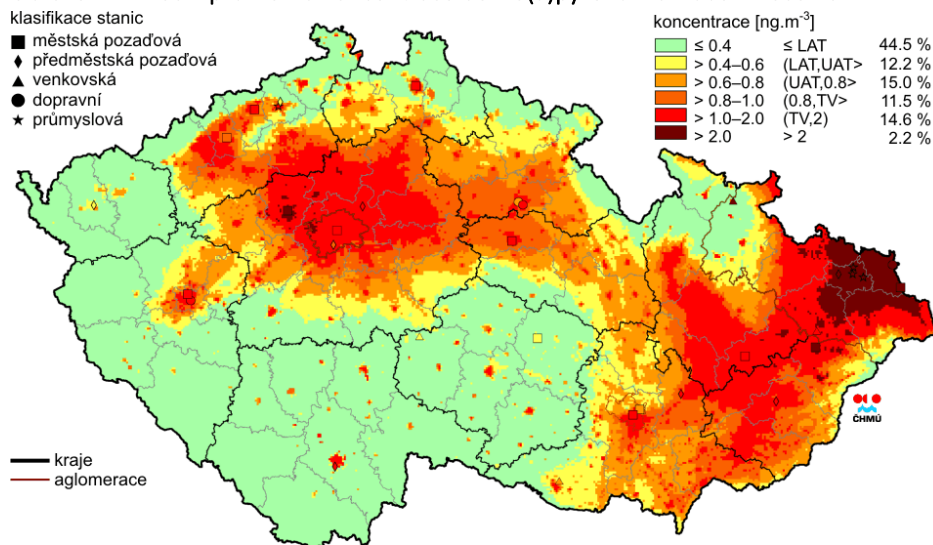 klasifikace stanic
městská pozaďová
předměstská pozaďová
venkovská
dopravní
průmyslová
koncentrace [ng.m⁻³]
≤ 0.4 ≤ LAT 44.5 %
> 0.4–0.6 (LAT,UAT> 12.2 %
> 0.6–0.8 (UAT,0.8> 15.0 %
> 0.8–1.0 (0.8,TV> 11.5 %
> 1.0–2.0 (TV,2) 14.6 %
> 2.0 > 2 2.2 %
ČHMÚ
kraje
aglomerace